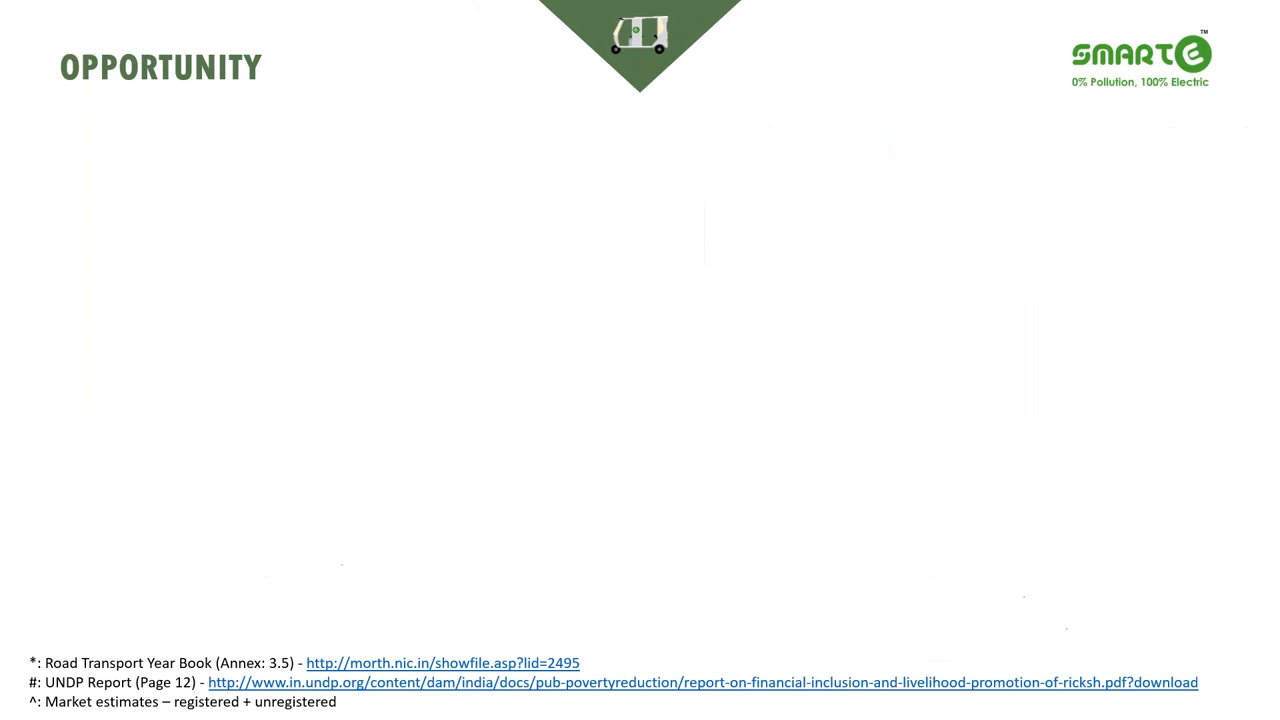 OPPORTUNITY
SMARTE™
0% Pollution, 100% Electric
*: Road Transport Year Book (Annex: 3.5) - http://morth.nic.in/showfile.asp?lid=2495
#: UNDP Report (Page 12) - http://www.in.undp.org/content/dam/india/docs/pub-povertyreduction/report-on-financial-inclusion-and-livelihood-promotion-of-ricksh.pdf?download
^: Market estimates – registered + unregistered